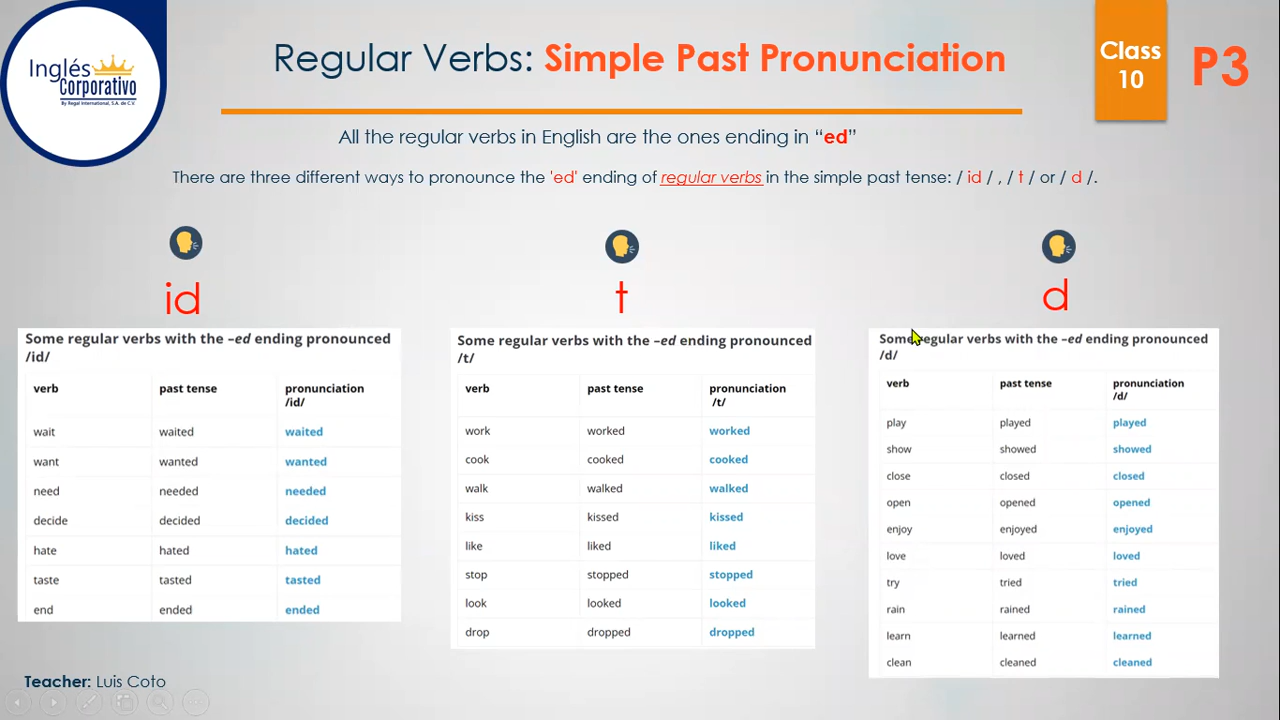 Inglés
Corporativo
By Regal International, S.A. de C.V.
Regular Verbs: Simple Past Pronunciation
Class
10
P3
All the regular verbs in English are the ones ending in “ed”
There are three different ways to pronounce the 'ed' ending of regular verbs in the simple past tense: / id / , / t / or / d /.
id
Some regular verbs with the –ed ending pronounced
/id/
verb past tense pronunciation
/id/
wait waited waited
want wanted wanted
need needed needed
decide decided decided
hate hated hated
taste tasted tasted
end ended ended
t
Some regular verbs with the –ed ending pronounced
/t/
verb past tense pronunciation
/t/
work worked worked
cook cooked cooked
walk walked walked
kiss kissed kissed
like liked liked
stop stopped stopped
look looked looked
drop dropped dropped
d
Some regular verbs with the –ed ending pronounced
/d/
verb past tense pronunciation
/d/
play played played
show showed showed
close closed closed
open opened opened
enjoy enjoyed enjoyed
love loved loved
try tried tried
rain rained rained
learn learned learned
clean cleaned cleaned
Teacher: Luis Coto